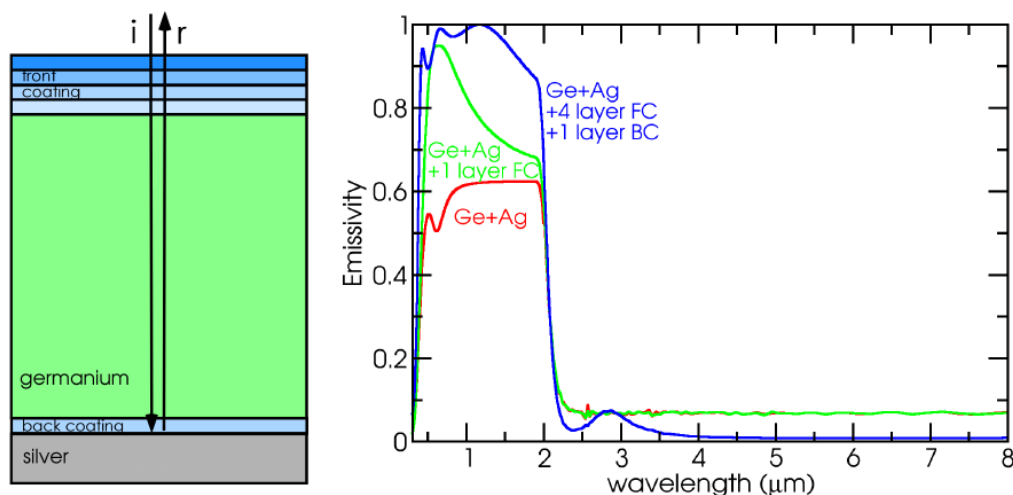 i r
front
coating
germanium
back coating
silver
Emissivity
1
0.8
0.6
0.4
0.2
0
Ge+Ag
+4 layer FC
+1 layer BC
Ge+Ag
+1 layer FC
Ge+Ag
1 2 3 4 5 6 7 8
wavelength (μm)